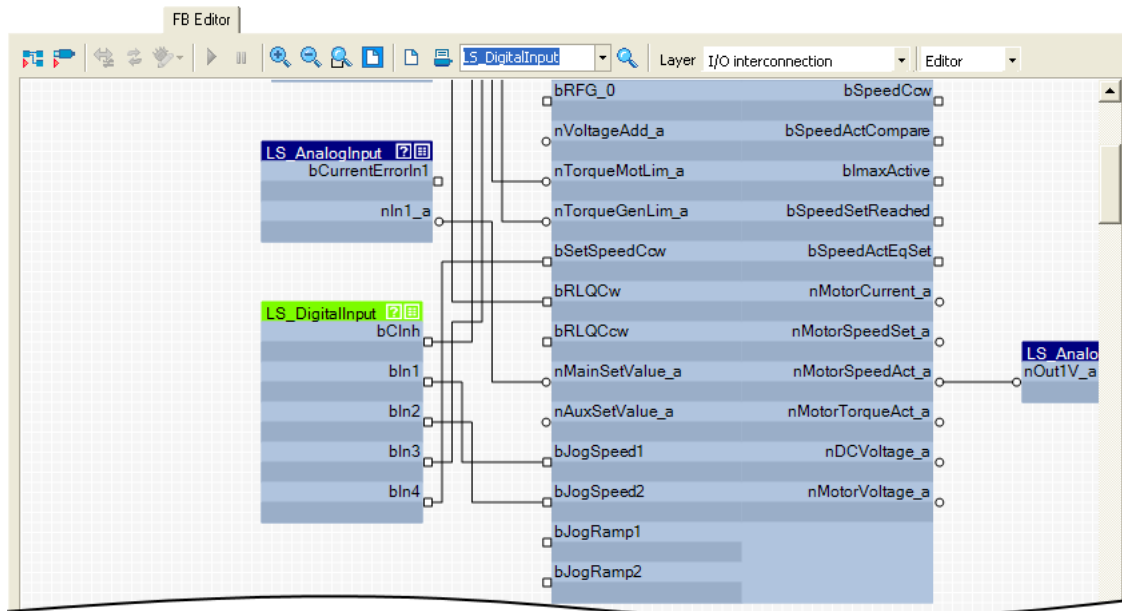 FB Editor
LS_DigitalInput
Layer
I/O interconnection
Editor
LS_AnalogInput
bCurrentErrorIn1
nIn1_a
LS_DigitalInput
bCInh
bIn1
bIn2
bIn3
bIn4
bRFG_0
nVoltageAdd_a
nTorqueMotLim_a
nTorqueGenLim_a
bSetSpeedCcw
bRLQCw
bRLQCcw
nMainSetValue_a
nAuxSetValue_a
bJogSpeed1
bJogSpeed2
bJogRamp1
bJogRamp2
bSpeedCcw
bSpeedActCompare
bImaxActive
bSpeedSetReached
bSpeedActEqSet
nMotorCurrent_a
nMotorSpeedSet_a
nMotorSpeedAct_a
nMotorTorqueAct_a
nDCVoltage_a
nMotorVoltage_a
LS_Analo
nOut1V_a